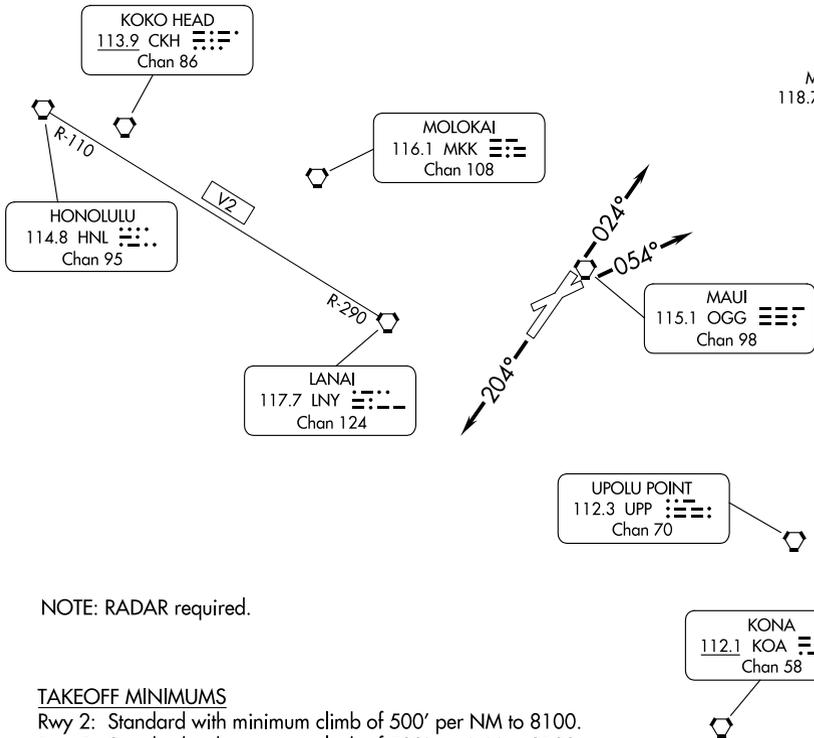 KOKO HEAD
113.9 CKH
Chan 86
118.7
R-110
MOLOKAI
116.1 MKK
Chan 108
V2
HONOLULU
114.8 HNL
Chan 95
024°
054°
R-290
MAUI
115.1 OGG
Chan 98
LANAI
117.7 LNY
Chan 124
204°
UPOLU POINT
112.3 UPP
Chan 70
NOTE: RADAR required.
KONA
112.1 KOA
Chan 58
TAKEOFF MINIMUMS
Rwy 2: Standard with minimum climb of 500' per NM to 8100.